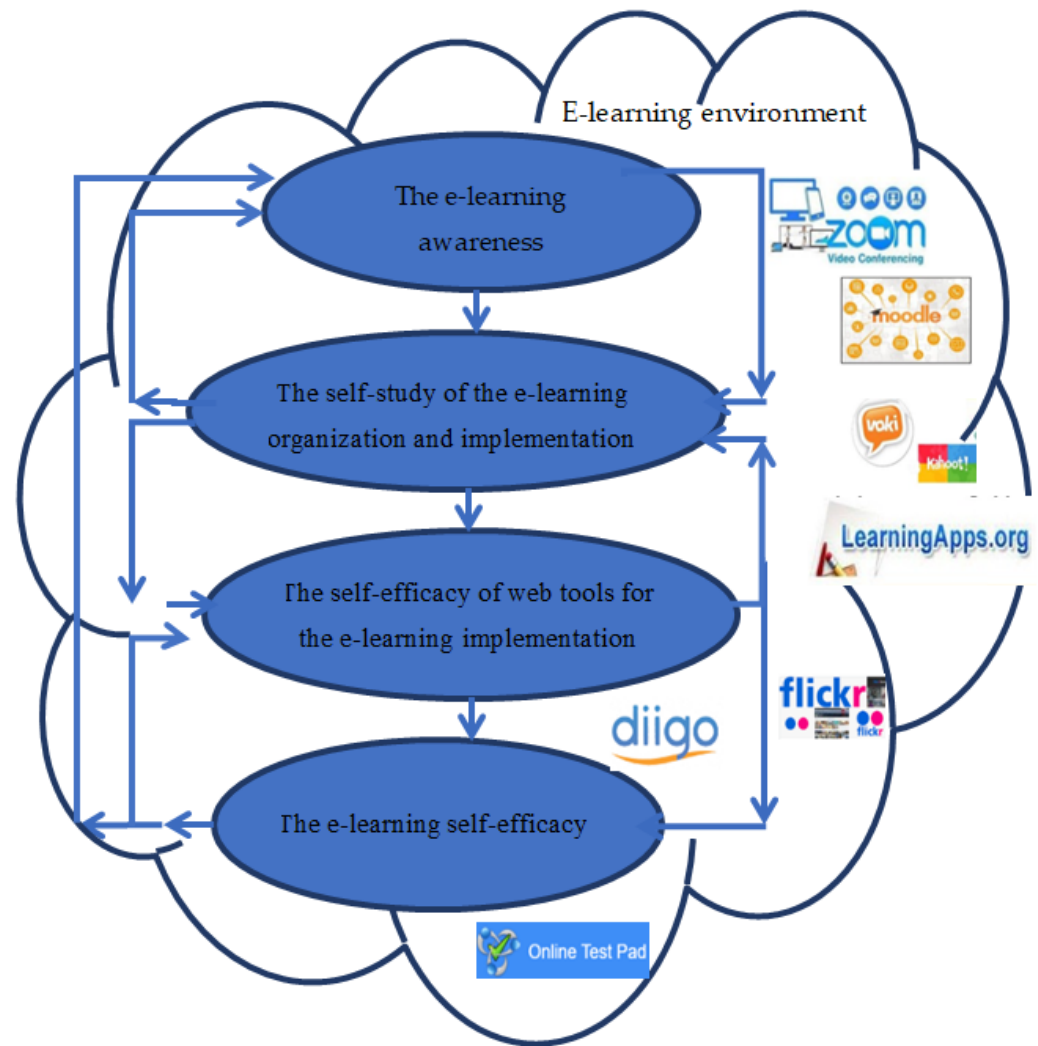 E-learning environment
The e-learning
awareness
zoom
Video Conferencing
moodle
The self-study of the e-learning
organization and implementation
voki
Kahoot!
LearningApps.org
The self-efficacy of web tools for
the e-learning implementation
flickr
flickr
diigo
The e-learning self-efficacy
Online Test Pad